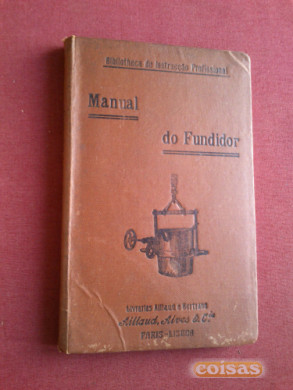 Bibliotheca de Instrucção Profissional
Manual
do Fundidor
Livrarias Aillaud e Bertrand
Aillaud, Alves & C.ia
PARIS-LISBOA
coisas